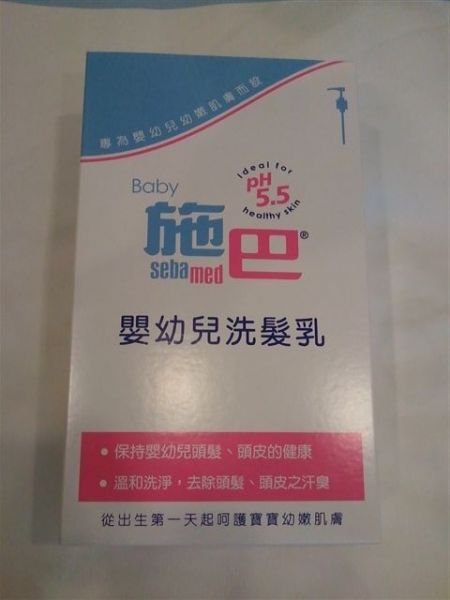 專為嬰幼兒幼嫩肌膚而設
Baby
ideal for
pH
5.5
healthy skin
施巴®
sebamed
嬰幼兒洗髮乳
• 保持嬰幼兒頭髮、頭皮的健康
• 溫和洗淨，去除頭髮、頭皮之汗臭
從出生第一天起呵護寶寶幼嫩肌膚